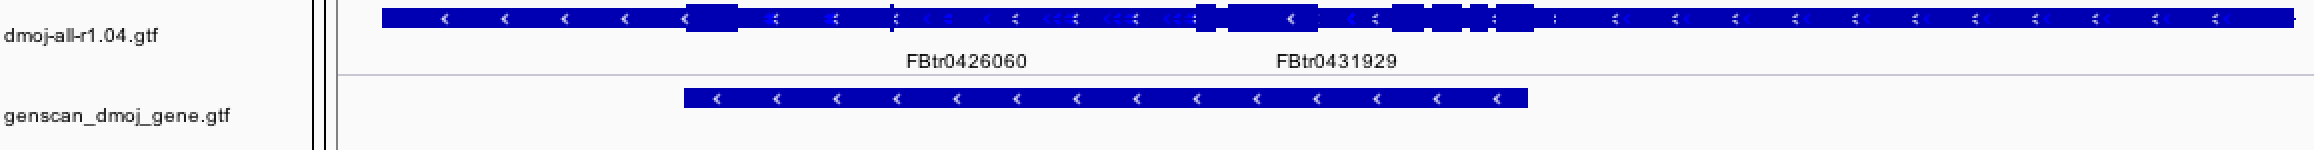 dmoj-all-r1.04.gtf
FBtr0426060 FBtr0431929
genscan_dmoj_gene.gtf